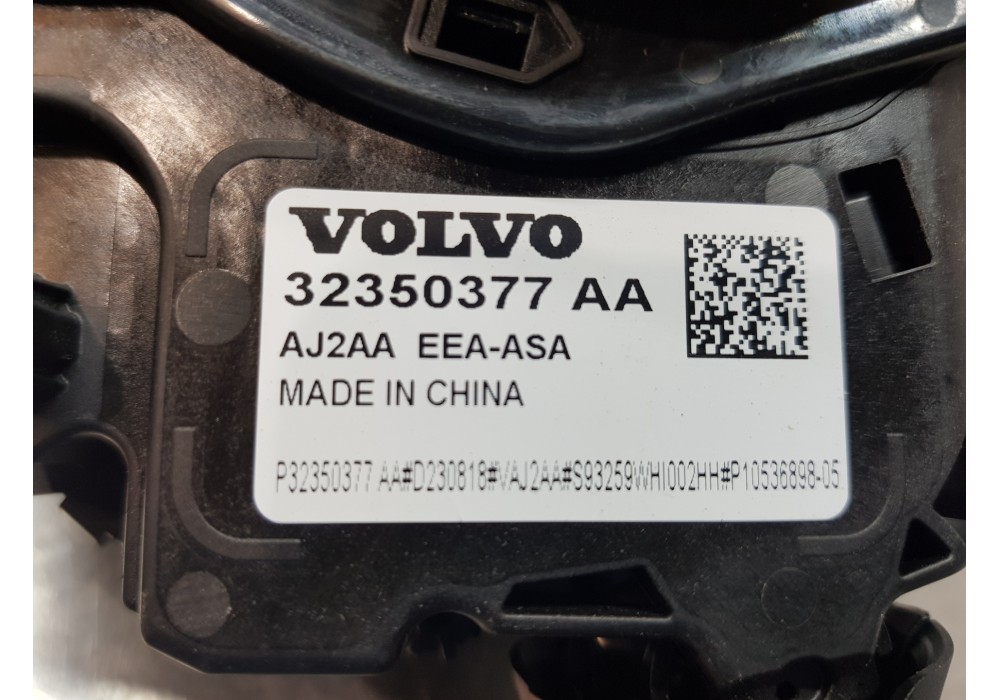 VOLVO
32350377 AA
AJ2AA EEA-ASA
MADE IN CHINA
P32350377 AA#D230818#VAJ2AA#S93259WHI002HH#P10536898-05